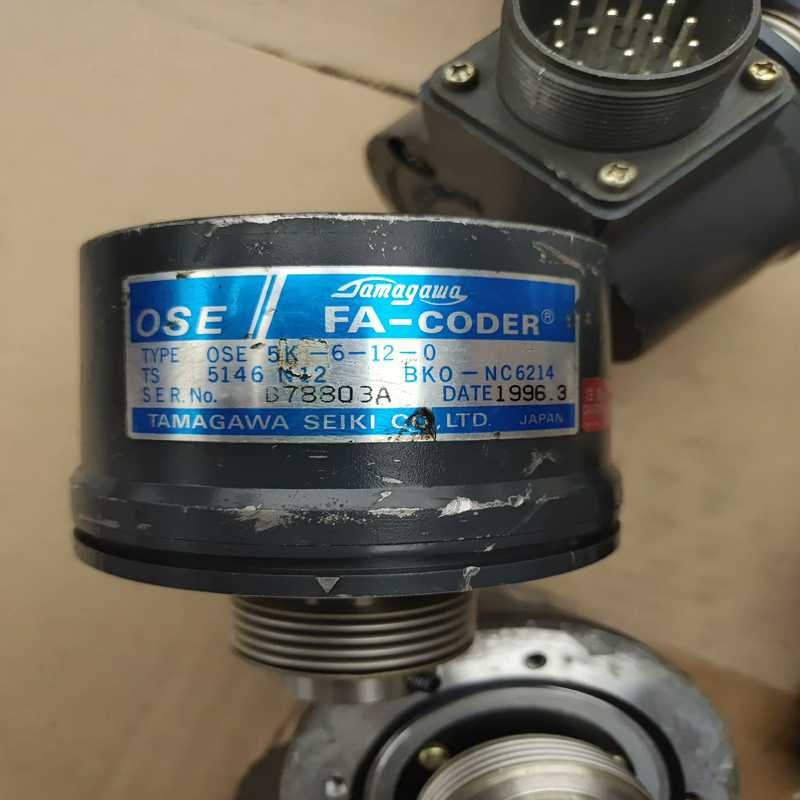 Tamagawa
OSE FA-CODER®
TYPE OSE 5K -6-12-0
TS 5146 N12 BKO-NC6214
SER.No. B78803A DATE 1996.3
TAMAGAWA SEIKI CO,LTD. JAPAN